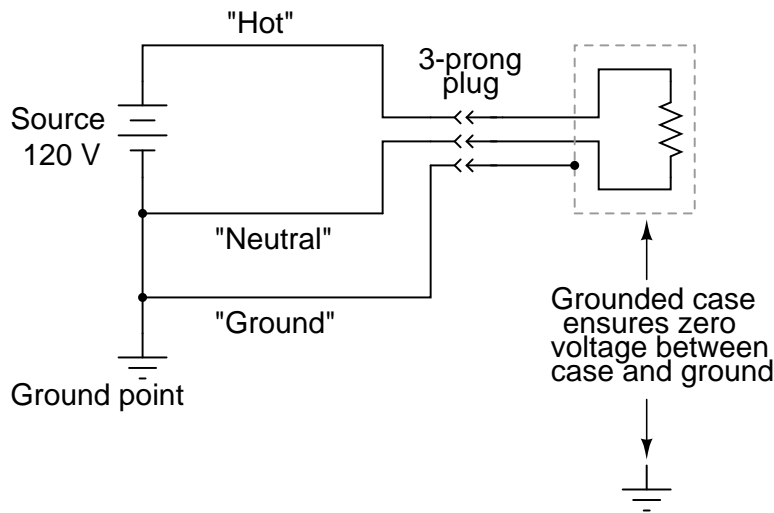 "Hot"
3-prong
plug
Source
120 V
"Neutral"
"Ground"
Ground point
Grounded case
ensures zero
voltage between
case and ground